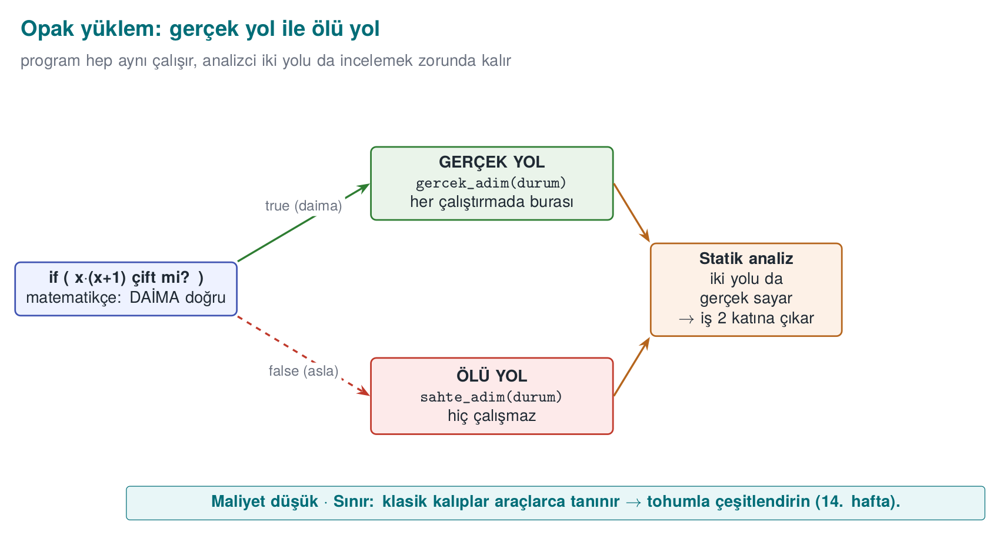 Opak yüklem: gerçek yol ile ölü yol
program hep aynı çalışır, analizci iki yolu da incelemek zorunda kalır
GERÇEK YOL
gercek_adim(durum)
her çalıştırmada burası
true (daima)
if ( x·(x+1) çift mi? )
matematikçe: DAİMA doğru
Statik analiz
iki yolu da
gerçek sayar
→ iş 2 katına çıkar
false (asla)
ÖLÜ YOL
sahte_adim(durum)
hiç çalışmaz
Maliyet düşük · Sınır: klasik kalıplar araçlarca tanınır → tohumla çeşitlendirin (14. hafta).